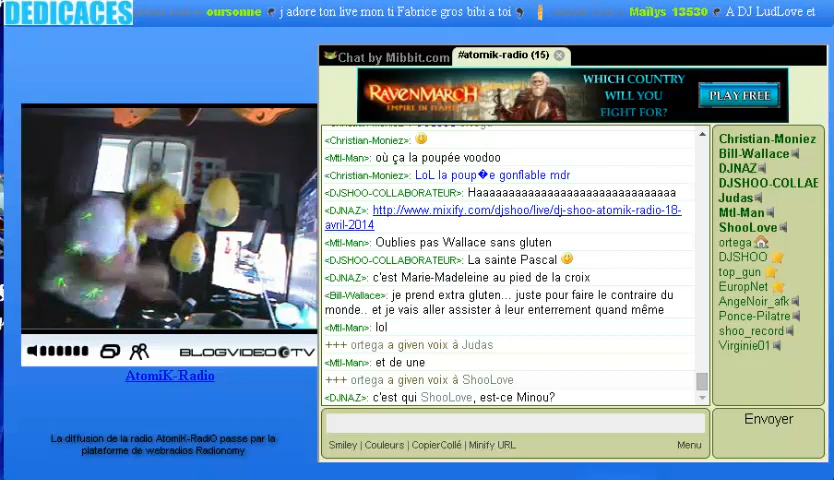 DEDICACES
oursonne j adore ton live mon ti Fabrice gros bibi a toi Maïlys 13530 A DJ LudLove et
Chat by Mibbit.com
#atomik-radio (15)
RAVENMARCH
EMPIRE IN FLAMES
WHICH COUNTRY
WILL YOU
FIGHT FOR?
PLAY FREE
<Christian-Moniez>:
<Mtl-Man>: où ça la poupée voodoo
<Christian-Moniez>: LoL la poup�e gonflable mdr
<DJSHOO-COLLABORATEUR>: Haaaaaaaaaaaaaaaaaaaaaaaaaaaaaaa
<DJNAZ>: http://www.mixify.com/djshoo/live/dj-shoo-atomik-radio-18-
avril-2014
<Mtl-Man>: Oublies pas Wallace sans gluten
<DJSHOO-COLLABORATEUR>: La sainte Pascal
<DJNAZ>: c'est Marie-Madeleine au pied de la croix
<Bill-Wallace>: je prend extra gluten... juste pour faire le contraire du
monde.. et je vais aller assister à leur enterrement quand même
<Mtl-Man>: lol
+++ ortega a given voix à Judas
<Mtl-Man>: et de une
+++ ortega a given voix à ShooLove
<DJNAZ>: c'est qui ShooLove, est-ce Minou?
Christian-Moniez
Bill-Wallace
DJNAZ
DJSHOO-COLLAE
Judas
Mtl-Man
ShooLove
ortega
DJSHOO
top_gun
EuropNet
AngeNoir_afk
Ponce-Pilatre
shoo_record
Virginie01
Envoyer
Smiley | Couleurs | CopierCollé | Minify URL
Menu
BLOGVIDEO TV
AtomiK-Radio
La diffusion de la radio AtomiK-RadiO passe par la
plateforme de webradios Radionomy